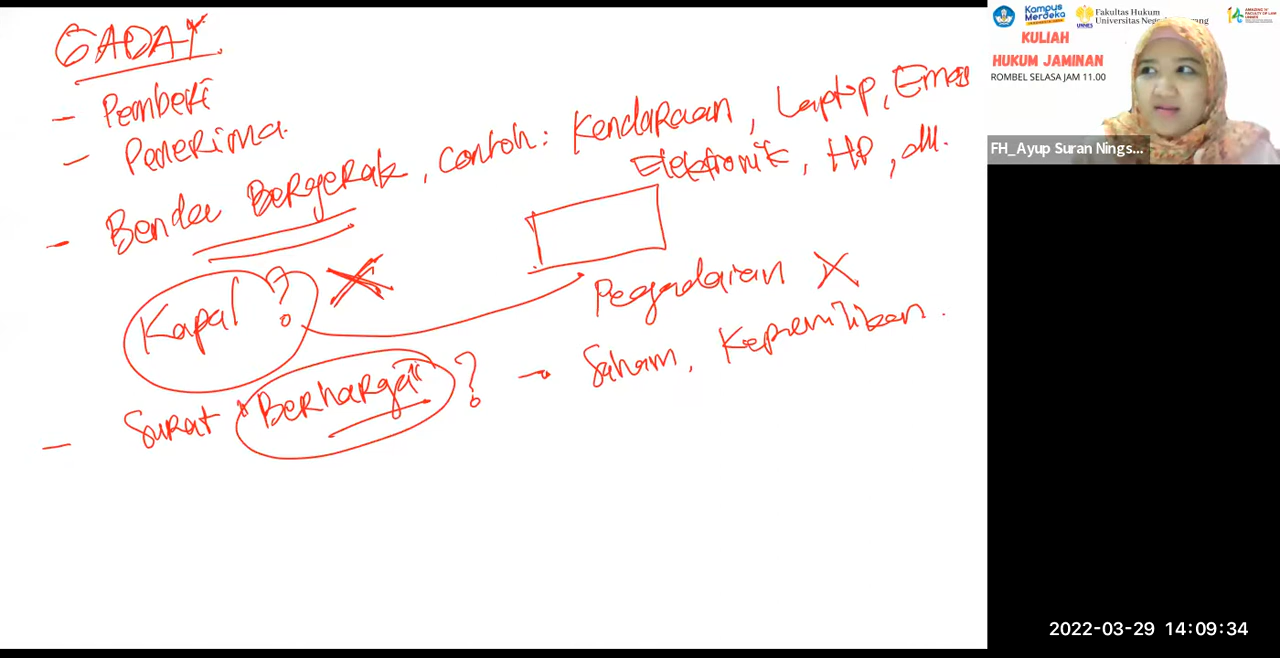 GADAI.
- Pemberi
- Penerima.
- Benda Bergerak, Contoh: Kendaraan, Laptop, Emas
Elektronik, HP, dll.
Kapal ?
Pegadaian X
- Surat "Berharga" ? → Saham, Kepemilikan.
Kampus
Merdeka
UNNES
Fakultas Hukum
Universitas Nege
KULIAH
HUKUM JAMINAN
ROMBEL SELASA JAM 11.00
FH_Ayup Suran Nings...
2022-03-29 14:09:34